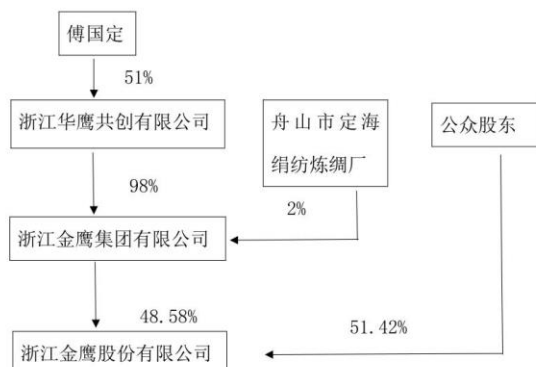 傅国定
51%
浙江华鹰共创有限公司
舟山市定海
绢纺炼绸厂
公众股东
98%
2%
浙江金鹰集团有限公司
48.58%
51.42%
浙江金鹰股份有限公司